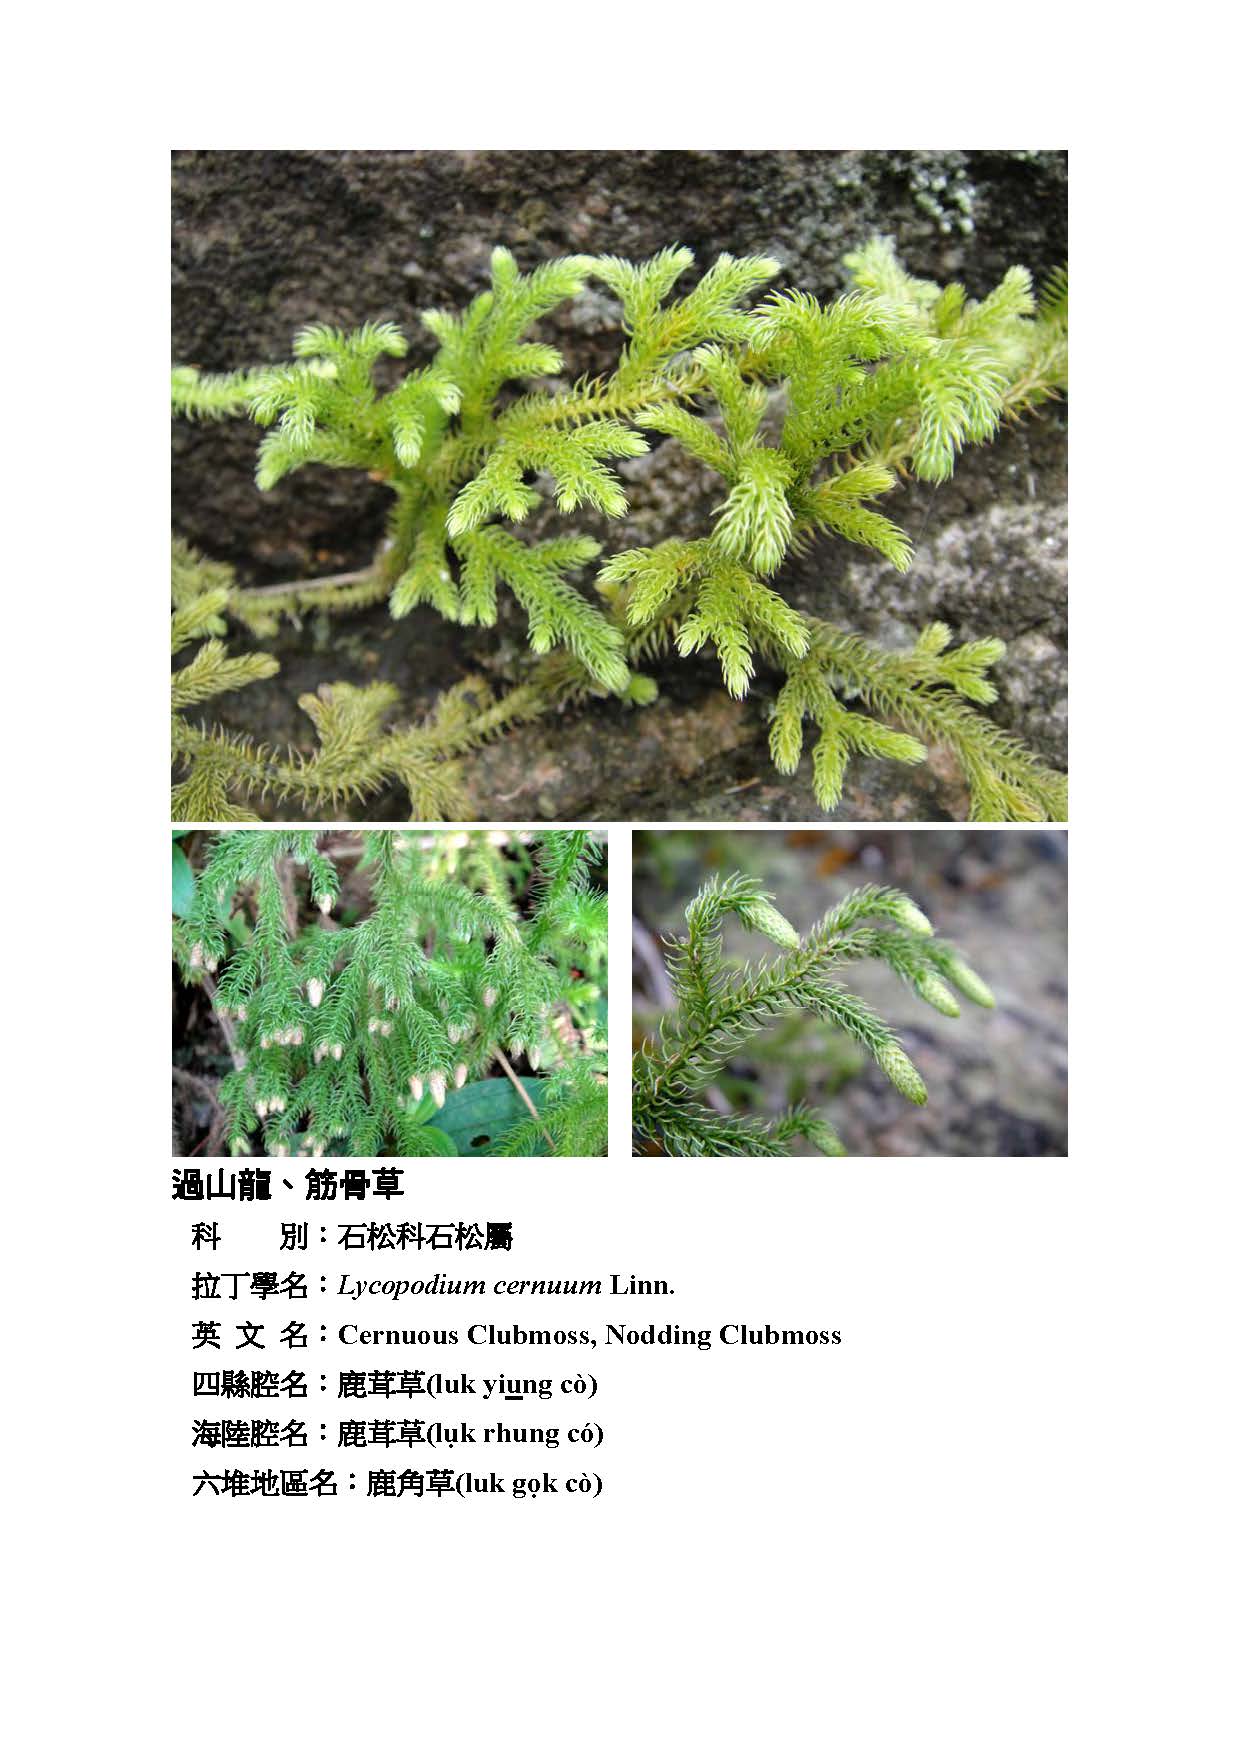 過山龍、筋骨草
科　　別：石松科石松屬
拉丁學名：Lycopodium cernuum Linn.
英 文 名：Cernuous Clubmoss, Nodding Clubmoss
四縣腔名：鹿茸草(luk yiung cò)
海陸腔名：鹿茸草(lụk rhung có)
六堆地區名：鹿角草(luk gọk cò)